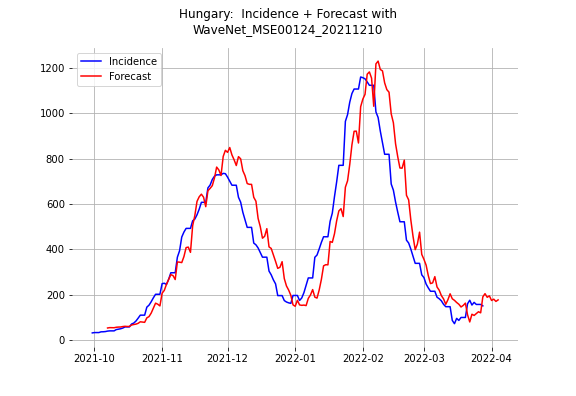 Hungary:  Incidence + Forecast with
WaveNet_MSE00124_20211210
Incidence
Forecast
1200
1000
800
600
400
200
0
2021-10 2021-11 2021-12 2022-01 2022-02 2022-03 2022-04